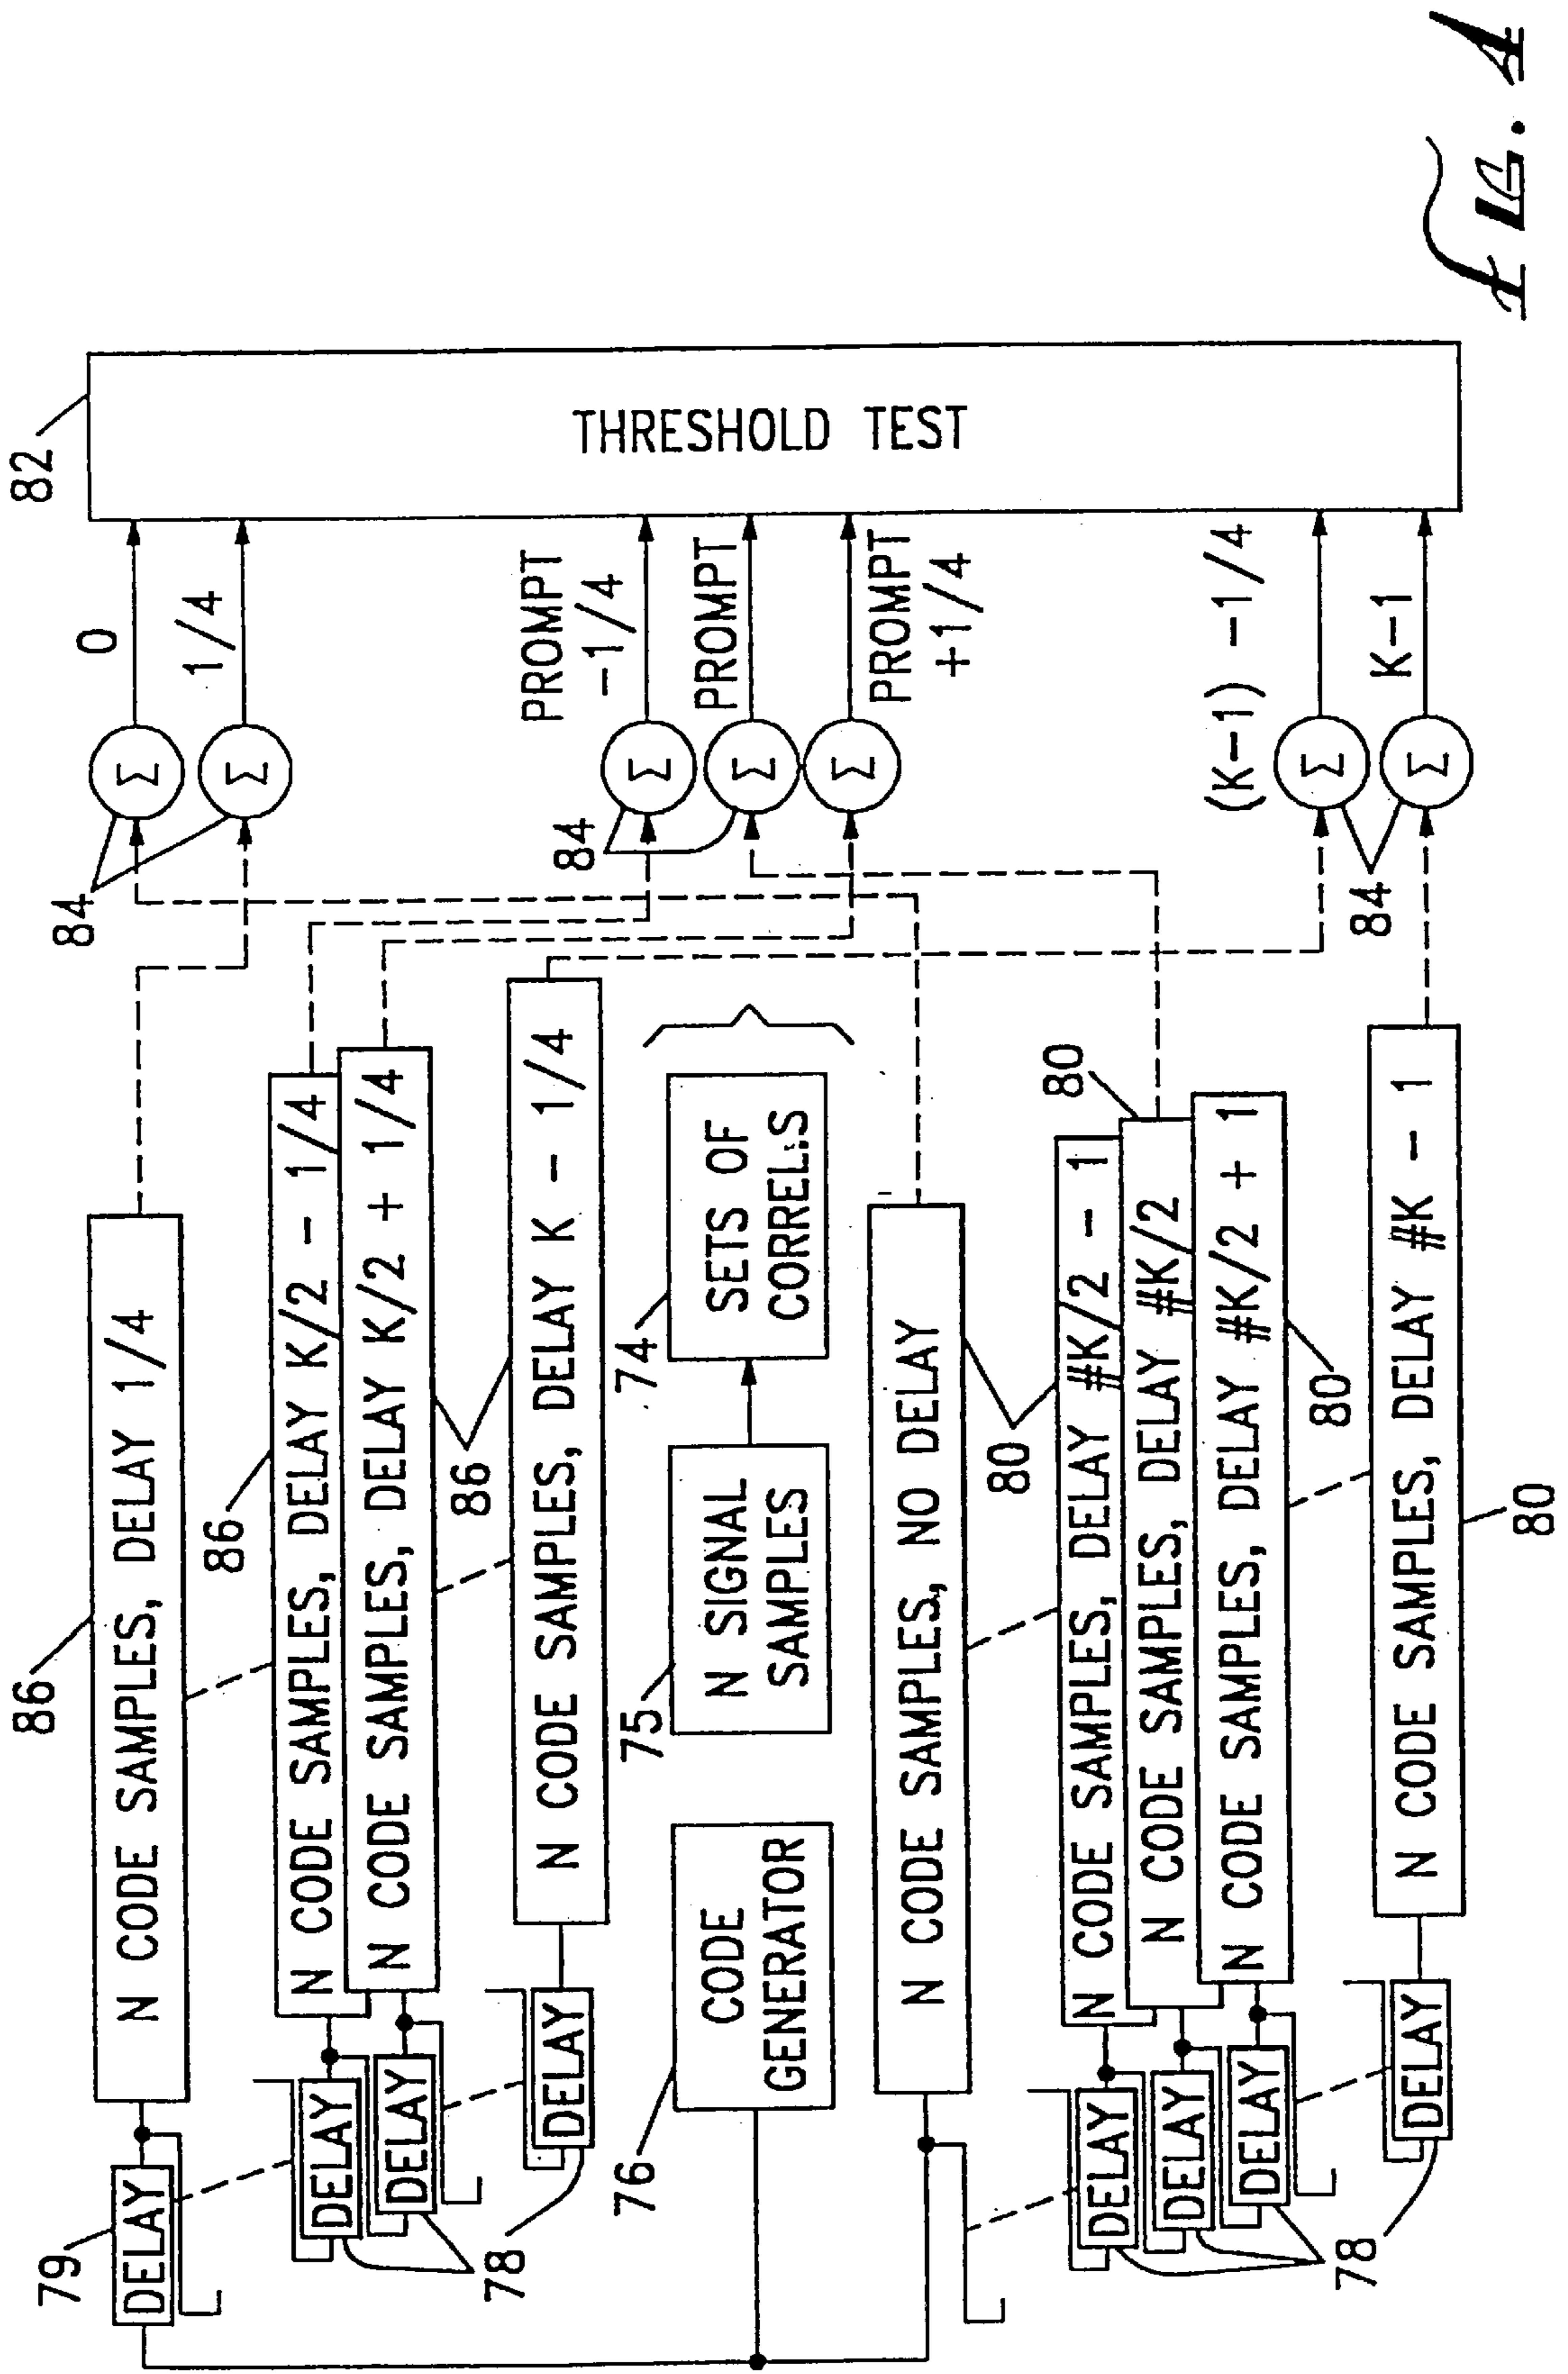 79
DELAY
86
N CODE SAMPLES, DELAY 1/4
84
Σ
0
Σ
1/4
82
THRESHOLD TEST
DELAY
86
N CODE SAMPLES, DELAY K/2 - 1/4
DELAY
N CODE SAMPLES, DELAY K/2 + 1/4
78
86
DELAY
N CODE SAMPLES, DELAY K - 1/4
84
Σ
PROMPT
-1/4
Σ
PROMPT
Σ
PROMPT
+1/4
76
CODE
GENERATOR
75
N SIGNAL
SAMPLES
74
SETS OF
CORREL.S
N CODE SAMPLES, NO DELAY
80
80
DELAY
N CODE SAMPLES, DELAY #K/2 - 1
DELAY
N CODE SAMPLES, DELAY #K/2
DELAY
N CODE SAMPLES, DELAY #K/2 + 1
78
80
DELAY
N CODE SAMPLES, DELAY #K - 1
80
(K-1) -1/4
Σ
84
K-1
Σ
FIG. 4